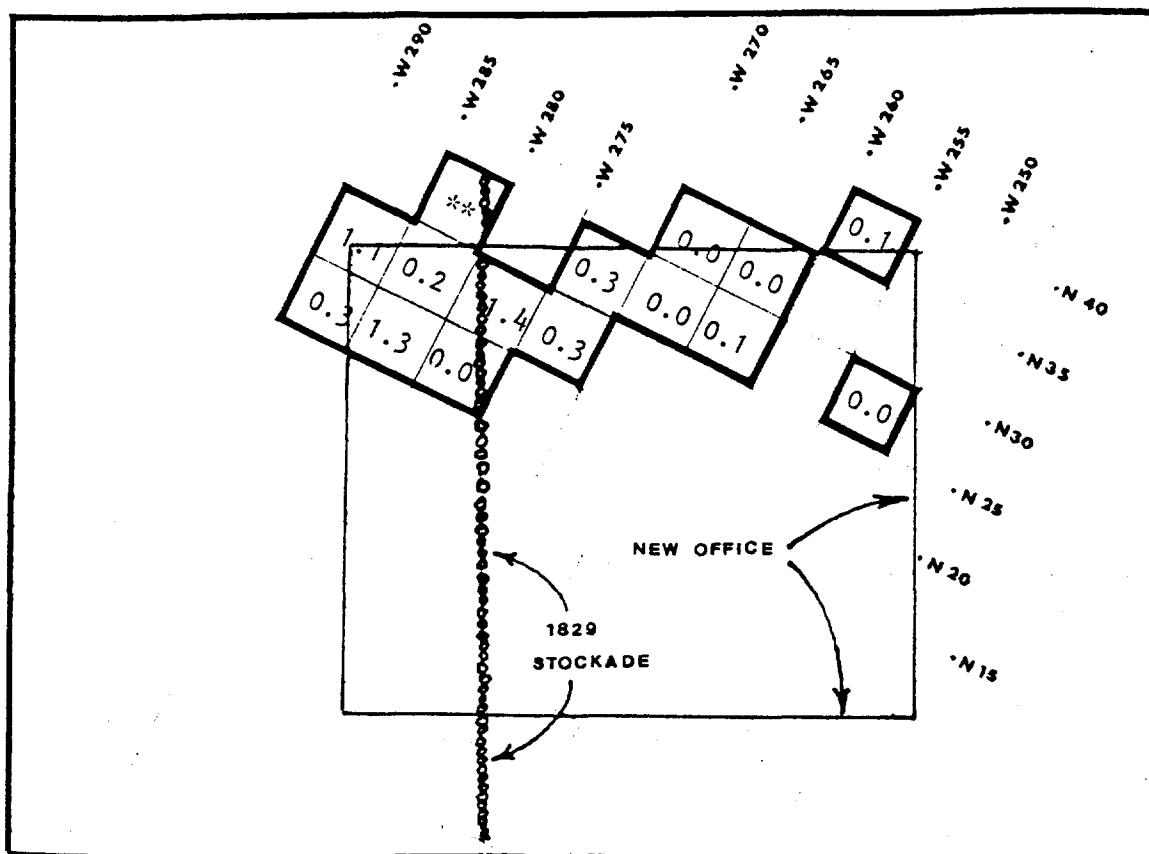 ·W 290
·W 285
·W 280
·W 275
·W 270
·W 265
·W 260
·W 255
·W 250
**
1.1
0.2
0.3
1.3
0.0
1.4
0.3
0.3
0.0
0.0
0.0
0.1
0.1
0.0
·N 40
·N 35
·N 30
·N 25
·N 20
·N 15
NEW OFFICE
1829
STOCKADE